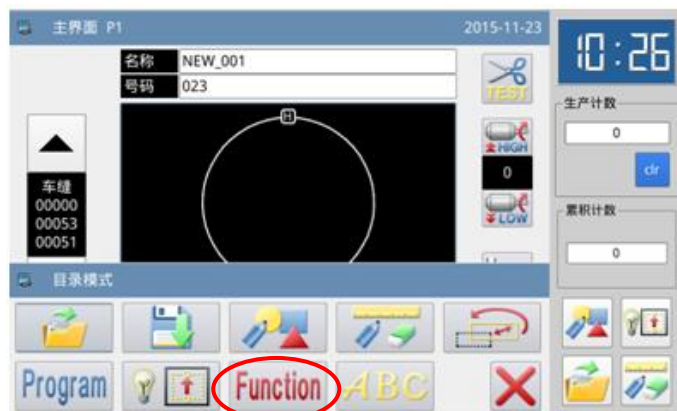 主界面 P1
2015-11-23
名称 NEW_001
号码 023
TEST
H
HIGH
0
LOW
车缝
00000
00053
00051
10:26
生产计数
0
clr
累积计数
0
目录模式
Program
Function
ABC